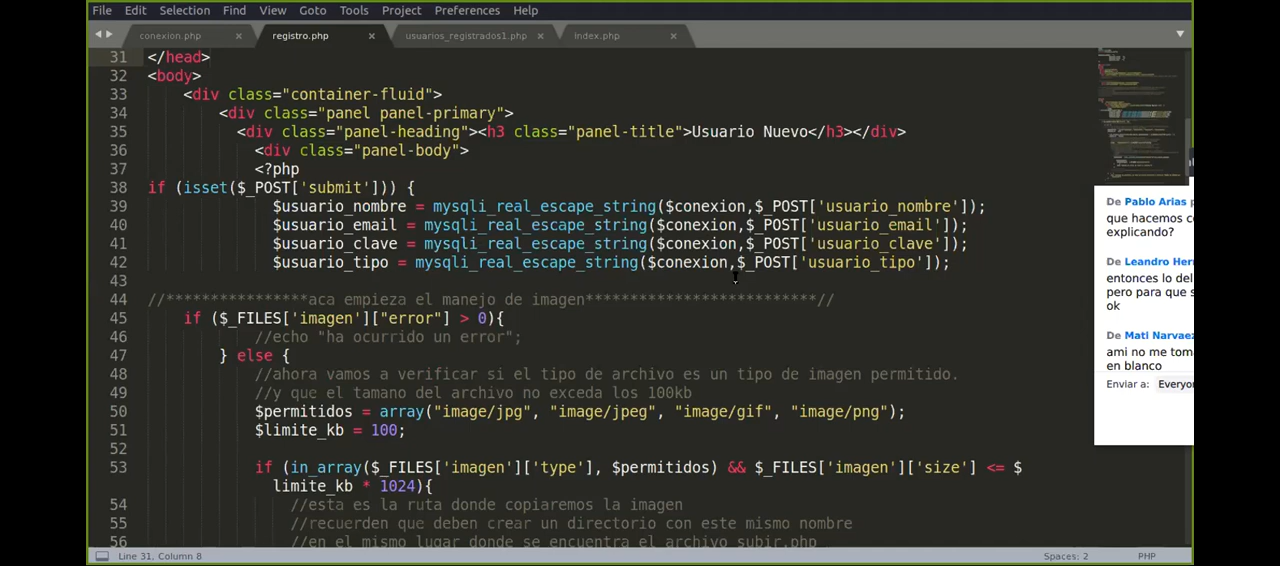 File Edit Selection Find View Goto Tools Project Preferences Help
conexion.php × registro.php × usuarios_registrados1.php × index.php ×
31 </head>
32 <body>
33 <div class="container-fluid">
34 <div class="panel panel-primary">
35 <div class="panel-heading"><h3 class="panel-title">Usuario Nuevo</h3></div>
36 <div class="panel-body">
37 <?php
38 if (isset($_POST['submit'])) {
39 $usuario_nombre = mysqli_real_escape_string($conexion,$_POST['usuario_nombre']);
40 $usuario_email = mysqli_real_escape_string($conexion,$_POST['usuario_email']);
41 $usuario_clave = mysqli_real_escape_string($conexion,$_POST['usuario_clave']);
42 $usuario_tipo = mysqli_real_escape_string($conexion,$_POST['usuario_tipo']);
43
44 //****************aca empieza el manejo de imagen**************************//
45 if ($_FILES['imagen']["error"] > 0){
46 //echo "ha ocurrido un error";
47 } else {
48 //ahora vamos a verificar si el tipo de archivo es un tipo de imagen permitido.
49 //y que el tamano del archivo no exceda los 100kb
50 $permitidos = array("image/jpg", "image/jpeg", "image/gif", "image/png");
51 $limite_kb = 100;
52
53 if (in_array($_FILES['imagen']['type'], $permitidos) && $_FILES['imagen']['size'] <= $
limite_kb * 1024){
54 //esta es la ruta donde copiaremos la imagen
55 //recuerden que deben crear un directorio con este mismo nombre
56 //en el mismo lugar donde se encuentra el archivo subir.php
De Pablo Arias
que hacemos
explicando?
De Leandro
entonces lo del
pero para que
ok
De Mati Narvaez
ami no me
en blanco
Enviar a:
Line 31, Column 8 Spaces: 2 PHP